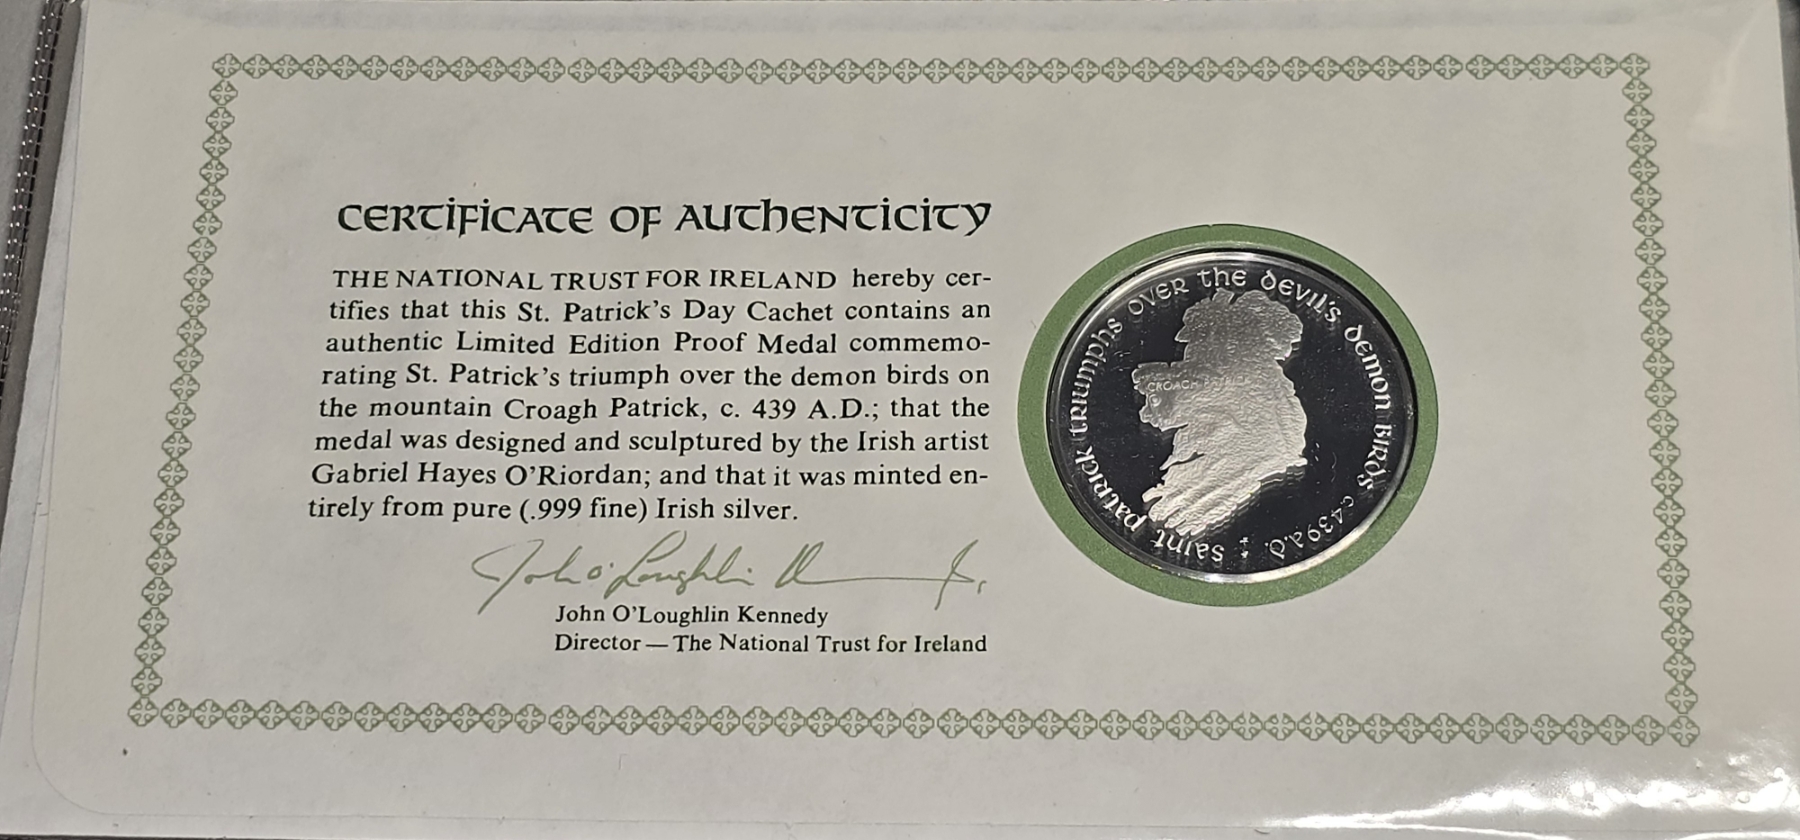 CERTIFICATE OF AUTHENTICITY
THE NATIONAL TRUST FOR IRELAND hereby cer-
tifies that this St. Patrick's Day Cachet contains an
authentic Limited Edition Proof Medal commemo-
rating St. Patrick's triumph over the demon birds on
the mountain Croagh Patrick, c. 439 A.D.; that the
medal was designed and sculptured by the Irish artist
Gabriel Hayes O'Riordan; and that it was minted en-
tirely from pure (.999 fine) Irish silver.
John O'Loughlin K Jr.
John O'Loughlin Kennedy
Director — The National Trust for Ireland
Saint Patrick triumphs over the devil's demon birds c439a.d.
CROAGH PATRICK